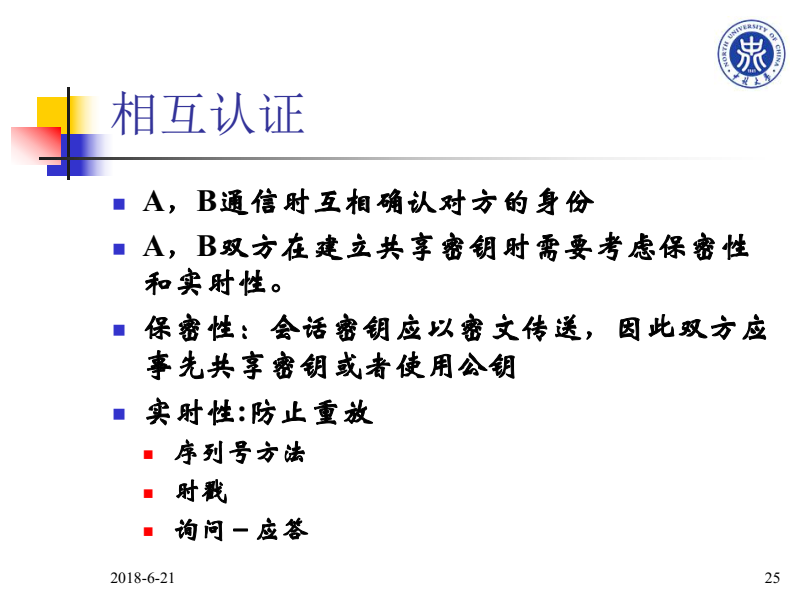 NORTH UNIVERSITY OF CHINA
相互认证
A，B通信时互相确认对方的身份
A，B双方在建立共享密钥时需要考虑保密性
和实时性。
保密性：会话密钥应以密文传送，因此双方应
事先共享密钥或者使用公钥
实时性:防止重放
序列号方法
时戳
询问－应答
2018-6-21
25